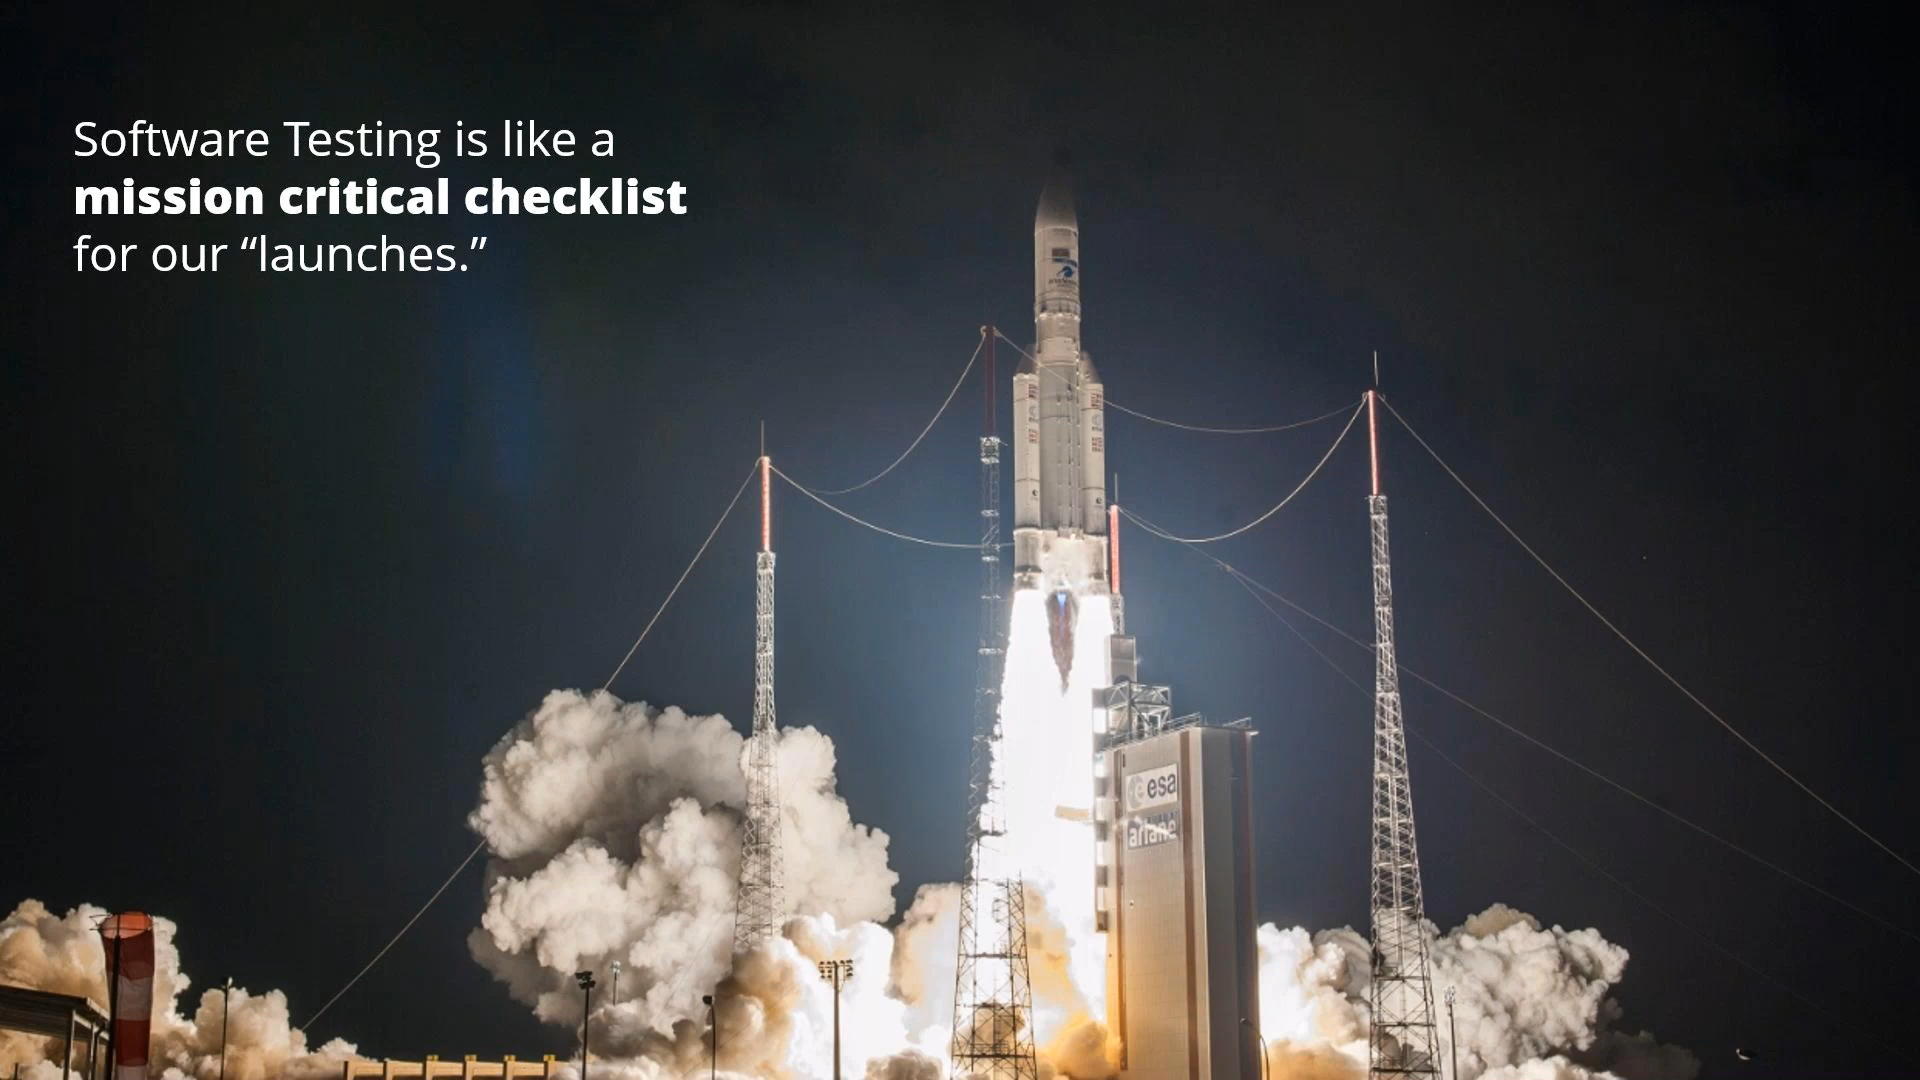 Software Testing is like a
mission critical checklist
for our “launches.”
esa
ariane